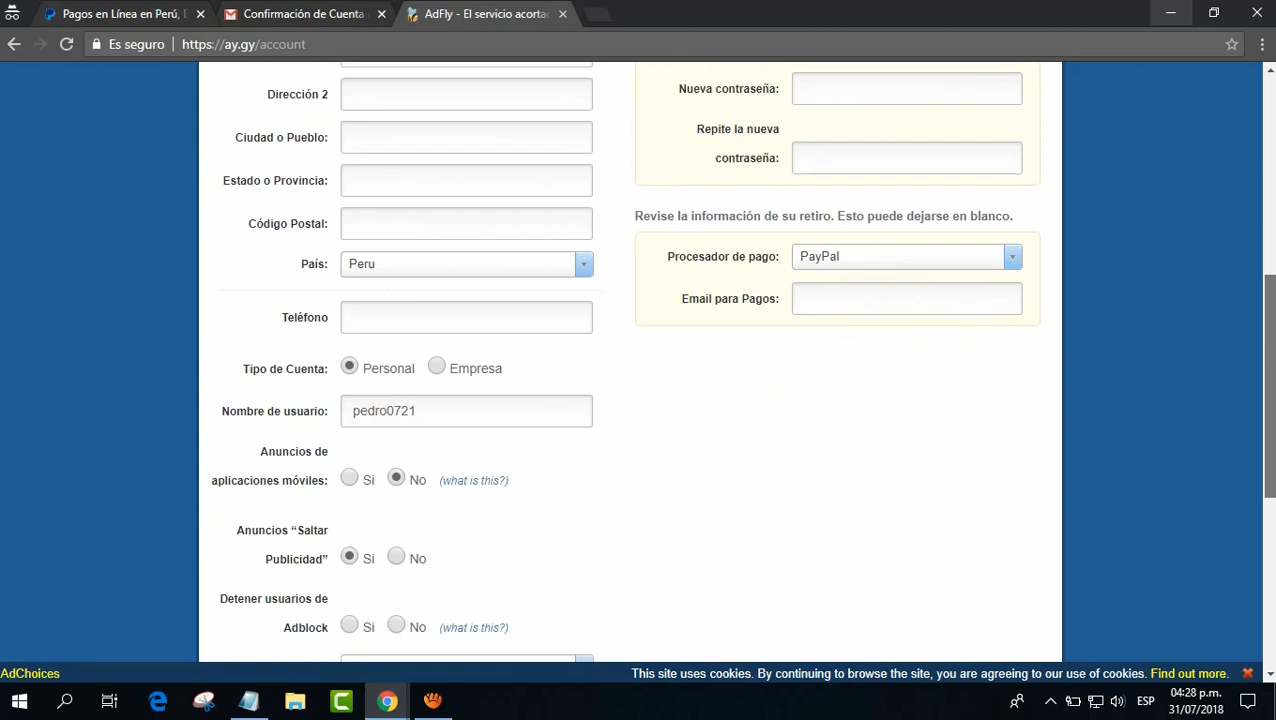 Pagos en Línea en Perú, E
Confirmación de Cuenta
AdFly - El servicio acorta
Es seguro
https://ay.gy/account
Dirección 2
Ciudad o Pueblo:
Estado o Provincia:
Código Postal:
País:
Peru
Teléfono
Tipo de Cuenta:
Personal
Empresa
Nombre de usuario:
pedro0721
Anuncios de
aplicaciones móviles:
Si
No
(what is this?)
Anuncios “Saltar
Publicidad”
Si
No
Detener usuarios de
Adblock
Si
No
(what is this?)
Nueva contraseña:
Repite la nueva
contraseña:
Revise la información de su retiro. Esto puede dejarse en blanco.
Procesador de pago:
PayPal
Email para Pagos:
AdChoices
This site uses cookies. By continuing to browse the site, you are agreeing to our use of cookies. Find out more.
ESP
04:28 p.m.
31/07/2018